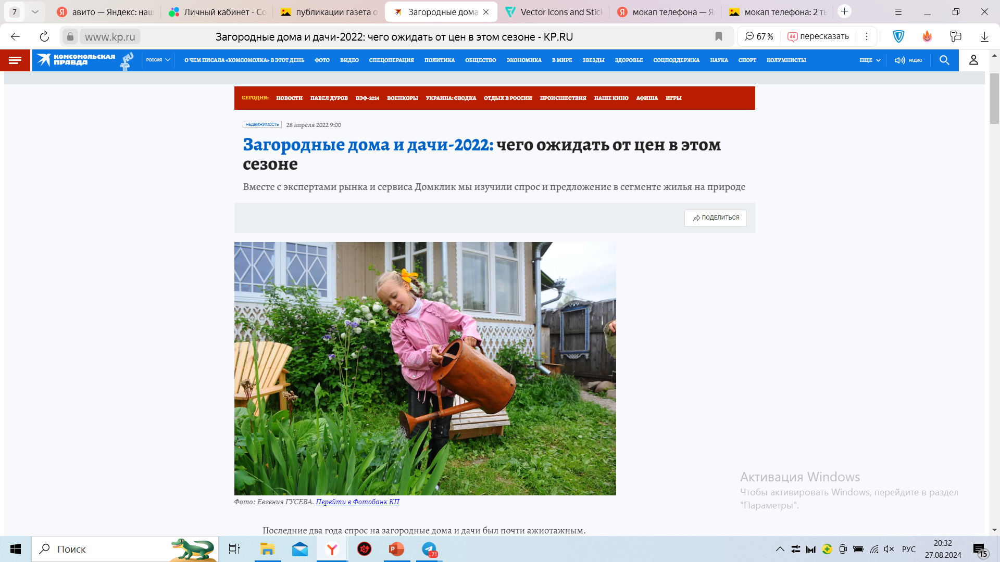 7
авито — Яндекс: наш
Личный кабинет - Со
публикации газета о
Загородные дома
Vector Icons and Stick
мокап телефона — Я
мокап телефона: 2 ты
www.kp.ru
Загородные дома и дачи-2022: чего ожидать от цен в этом сезоне - KP.RU
67 %
пересказать
КОМСОМОЛЬСКАЯ
ПРАВДА
РОССИЯ
О ЧЕМ ПИСАЛА «КОМСОМОЛКА» В ЭТОТ ДЕНЬ ФОТО ВИДЕО СПЕЦОПЕРАЦИЯ ПОЛИТИКА ОБЩЕСТВО ЭКОНОМИКА В МИРЕ ЗВЕЗДЫ ЗДОРОВЬЕ СОЦПОДДЕРЖКА НАУКА СПОРТ КОЛУМНИСТЫ ЕЩЕ РАДИО
СЕГОДНЯ: НОВОСТИ ПАВЕЛ ДУРОВ ВЭФ-2024 ВОЕНКОРЫ УКРАИНА: СВОДКА ОТДЫХ В РОССИИ ПРОИСШЕСТВИЯ НАШЕ КИНО АФИША ИГРЫ
НЕДВИЖИМОСТЬ 28 апреля 2022 9:00
Загородные дома и дачи-2022: чего ожидать от цен в этом
сезоне
Вместе с экспертами рынка и сервиса Домклик мы изучили спрос и предложение в сегменте жилья на природе
ПОДЕЛИТЬСЯ
Фото: Евгения ГУСЕВА. Перейти в Фотобанк КП
Последние два года спрос на загородные дома и дачи был почти ажиотажным.
Активация Windows
Чтобы активировать Windows, перейдите в раздел
"Параметры".
Поиск
..71
РУС
20:32
27.08.2024
15